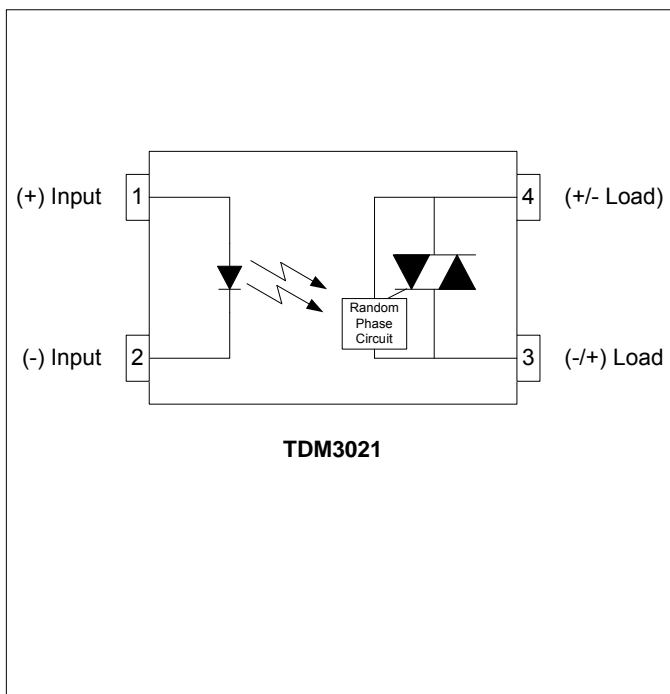 (+) Input
1
4
(+/- Load)
Random
Phase
Circuit
(-) Input
2
3
(-/+) Load
TDM3021